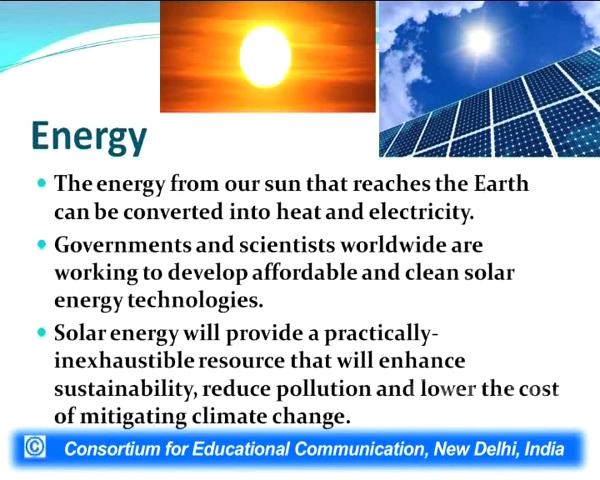 Energy
The energy from our sun that reaches the Earth
can be converted into heat and electricity.
Governments and scientists worldwide are
working to develop affordable and clean solar
energy technologies.
Solar energy will provide a practically-
inexhaustible resource that will enhance
sustainability, reduce pollution and lower the cost
of mitigating climate change.
© Consortium for Educational Communication, New Delhi, India